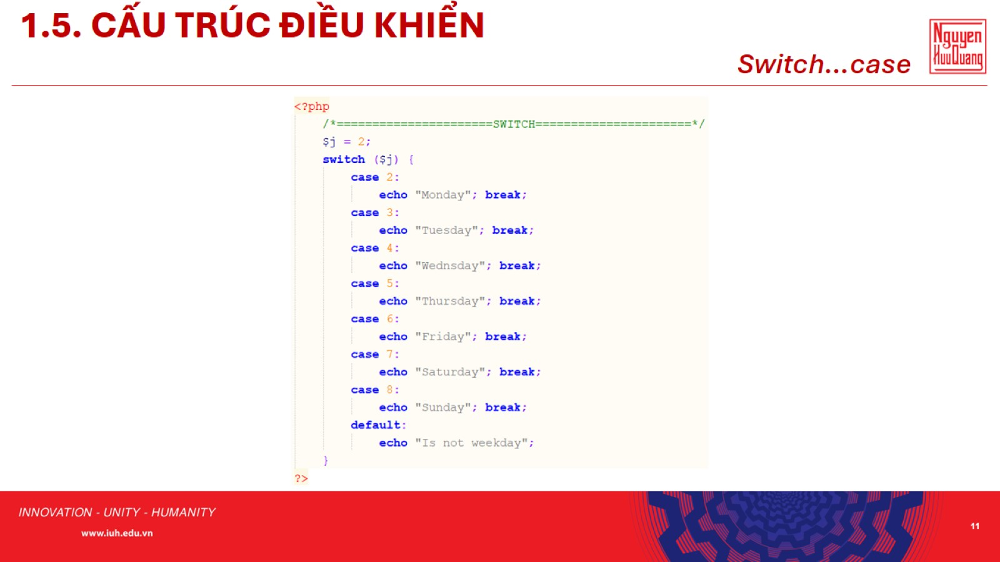 1.5. CẤU TRÚC ĐIỀU KHIỂN
Nguyen
HuuQuang
Switch...case
<?php
/*======================SWITCH======================*/
$j = 2;
switch ($j) {
case 2:
echo "Monday"; break;
case 3:
echo "Tuesday"; break;
case 4:
echo "Wednsday"; break;
case 5:
echo "Thursday"; break;
case 6:
echo "Friday"; break;
case 7:
echo "Saturday"; break;
case 8:
echo "Sunday"; break;
default:
echo "Is not weekday";
}
?>
INNOVATION - UNITY - HUMANITY
www.iuh.edu.vn
11